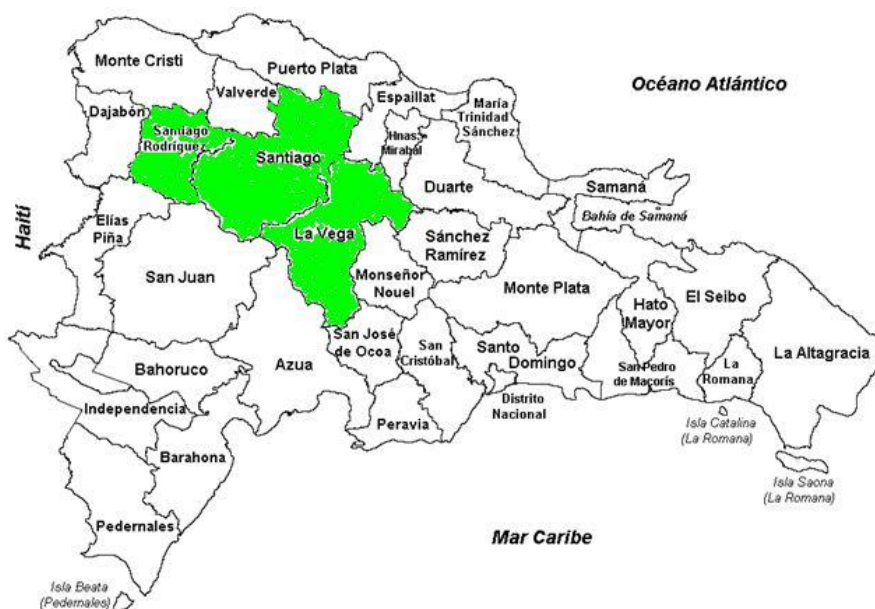 Monte Cristi
Puerto Plata
Océano Atlántico
Valverde
Espaillat
María
Trinidad
Sánchez
Dajabón
Santiago
Rodríguez
Hnas.
Mirabal
Santiago
Duarte
Samaná
Bahía de Samaná
Haití
Elías
Piña
La Vega
Sánchez
Ramírez
San Juan
Monseñor
Nouel
Monte Plata
Hato
Mayor
El Seibo
San José
de Ocoa
San
Cristóbal
Santo
Domingo
La Altagracia
Azua
Bahoruco
San Pedro
de Macorís
La
Romana
Independencia
Distrito
Nacional
Peravia
Isla Catalina
(La Romana)
Barahona
Isla Saona
(La Romana)
Pedernales
Mar Caribe
Isla Beata
(Pedernales)